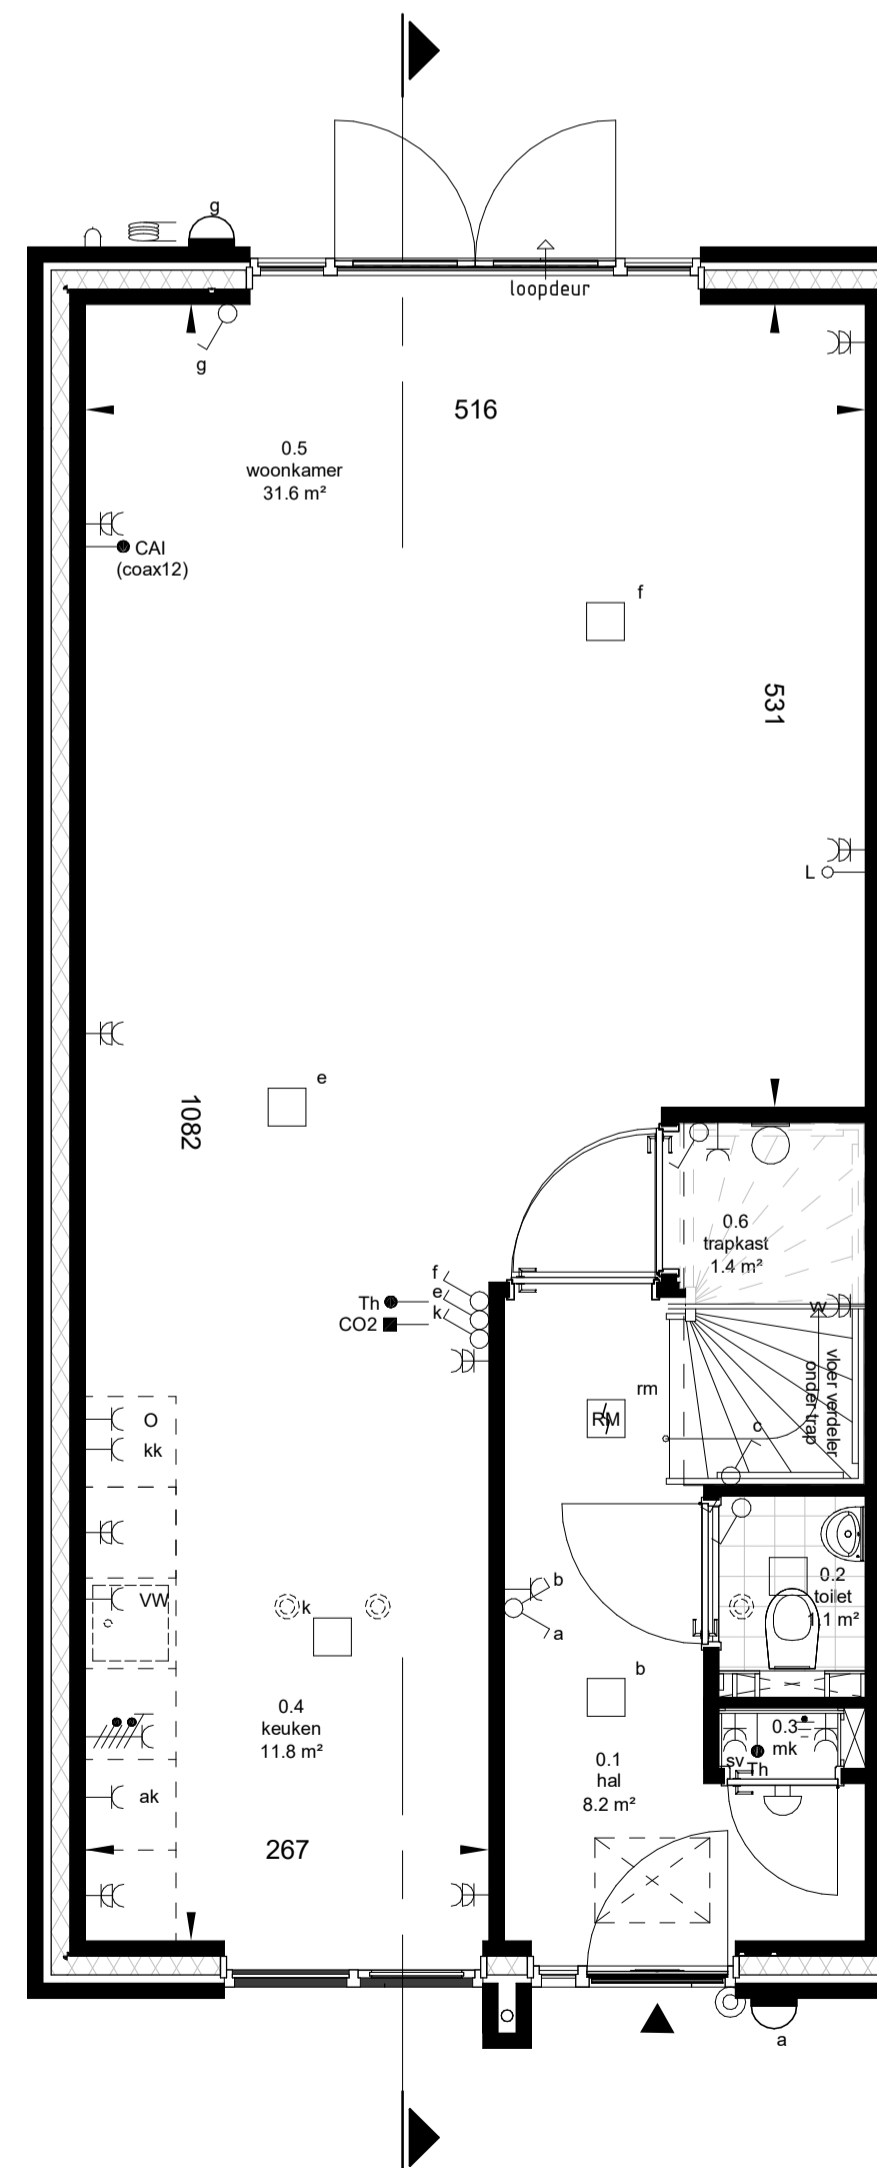 g
loopdeur
g
516
0.5
woonkamer
31.6 m²
CAI
(coax12)
f
531
L
e
1082
0.6
trapkast
1.4 m²
f
Th
e
CO2
k
vv
vloer verdeler
onder trap
rm
RM
c
O
kk
VW
k
b
a
0.2
toilet
1.1 m²
b
0.4
keuken
11.8 m²
0.3
mk
sv
Th
0.1
hal
8.2 m²
ak
267
a